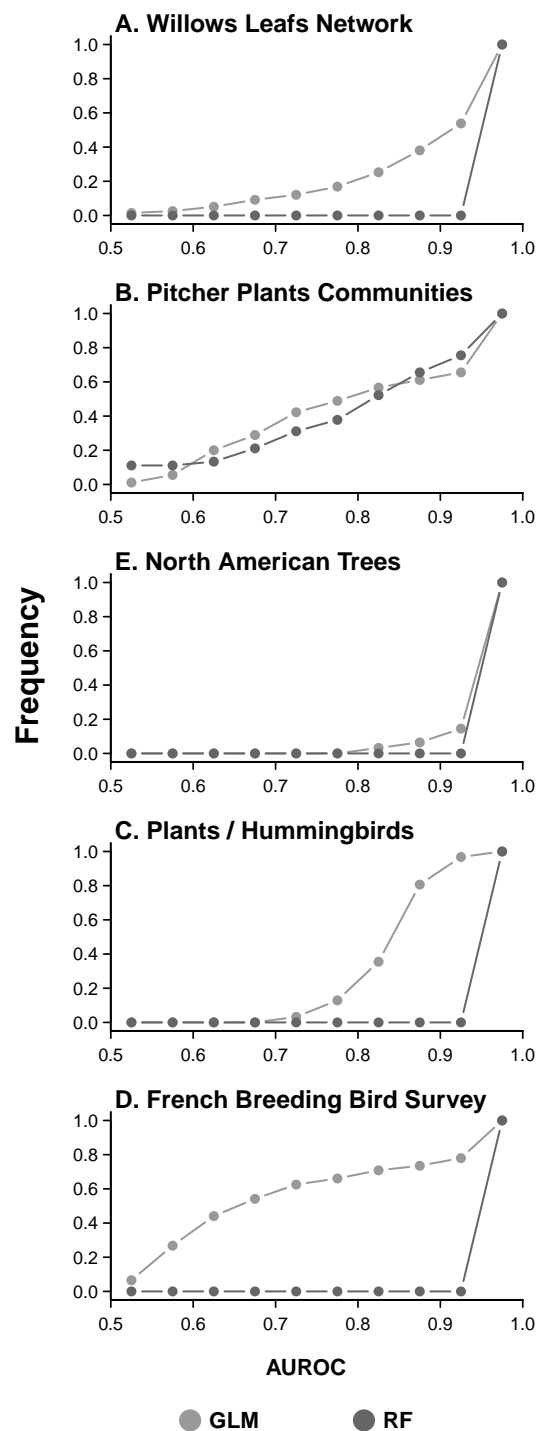 A. Willows Leafs Network
1.0
0.8
0.6
0.4
0.2
0.0
0.5 0.6 0.7 0.8 0.9 1.0
B. Pitcher Plants Communities
1.0
0.8
0.6
0.4
0.2
0.0
0.5 0.6 0.7 0.8 0.9 1.0
E. North American Trees
1.0
0.8
0.6
0.4
0.2
0.0
0.5 0.6 0.7 0.8 0.9 1.0
Frequency
C. Plants / Hummingbirds
1.0
0.8
0.6
0.4
0.2
0.0
0.5 0.6 0.7 0.8 0.9 1.0
D. French Breeding Bird Survey
1.0
0.8
0.6
0.4
0.2
0.0
0.5 0.6 0.7 0.8 0.9 1.0
AUROC
GLM RF